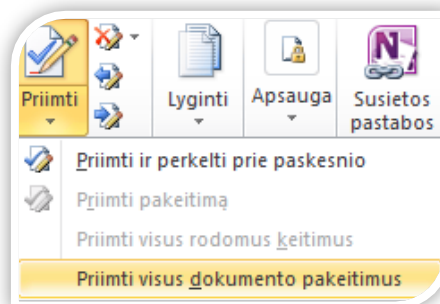 Priimti
Lyginti
Apsauga
Susietos
pastabos
Priimti ir perkelti prie paskesnio
Priimti pakeitimą
Priimti visus rodomus keitimus
Priimti visus dokumento pakeitimus